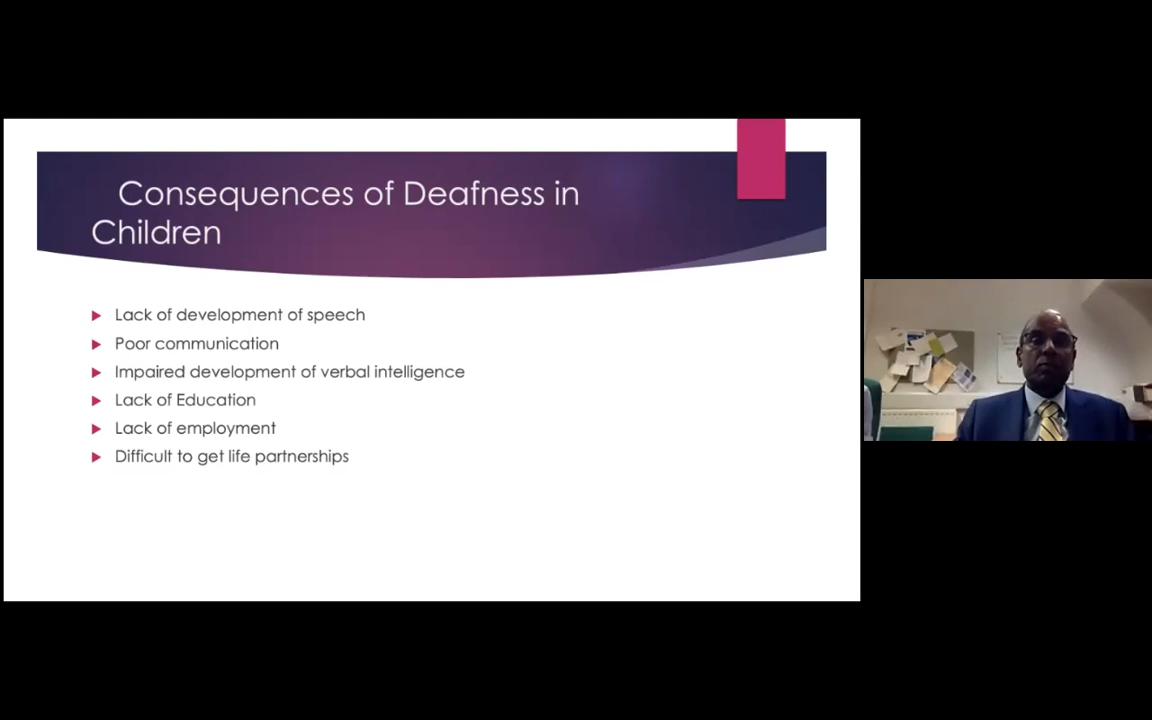 Consequences of Deafness in
Children
Lack of development of speech
Poor communication
Impaired development of verbal intelligence
Lack of Education
Lack of employment
Difficult to get life partnerships